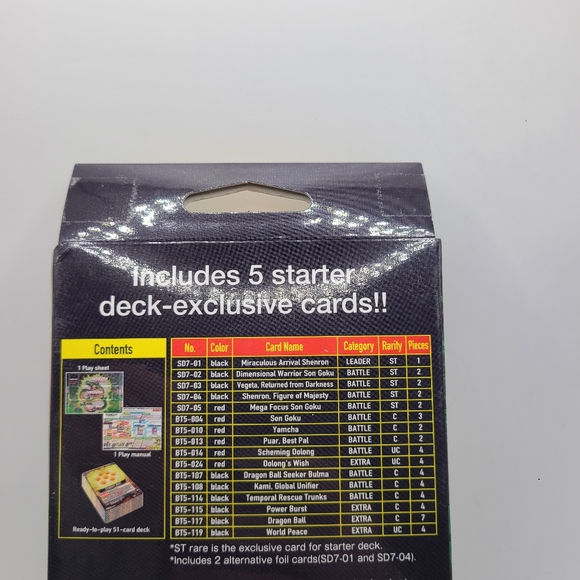 Includes 5 starter
deck-exclusive cards!!
Contents
1 Play sheet
1 Play manual
Ready-to-play 51-card deck
No. Color Card Name Category Rarity Pieces
SD7-01 black Miraculous Arrival Shenron LEADER ST 1
SD7-02 black Dimensional Warrior Son Goku BATTLE ST 2
SD7-03 black Vegeta, Returned from Darkness BATTLE ST 2
SD7-04 black Shenron, Figure of Majesty BATTLE ST 2
SD7-05 red Mega Focus Son Goku BATTLE ST 2
BT5-004 red Son Goku BATTLE C 3
BT5-010 red Yamcha BATTLE C 2
BT5-013 red Puar, Best Pal BATTLE C 2
BT5-014 red Scheming Oolong BATTLE UC 4
BT5-024 red Oolong's Wish EXTRA UC 4
BT5-107 black Dragon Ball Seeker Bulma BATTLE C 4
BT5-108 black Kami, Global Unifier BATTLE C 4
BT5-114 black Temporal Rescue Trunks BATTLE C 4
BT5-115 black Power Burst EXTRA C 4
BT5-117 black Dragon Ball EXTRA C 7
BT5-119 black World Peace EXTRA UC 4
*ST rare is the exclusive card for starter deck.
*Includes 2 alternative foil cards(SD7-01 and SD7-04).